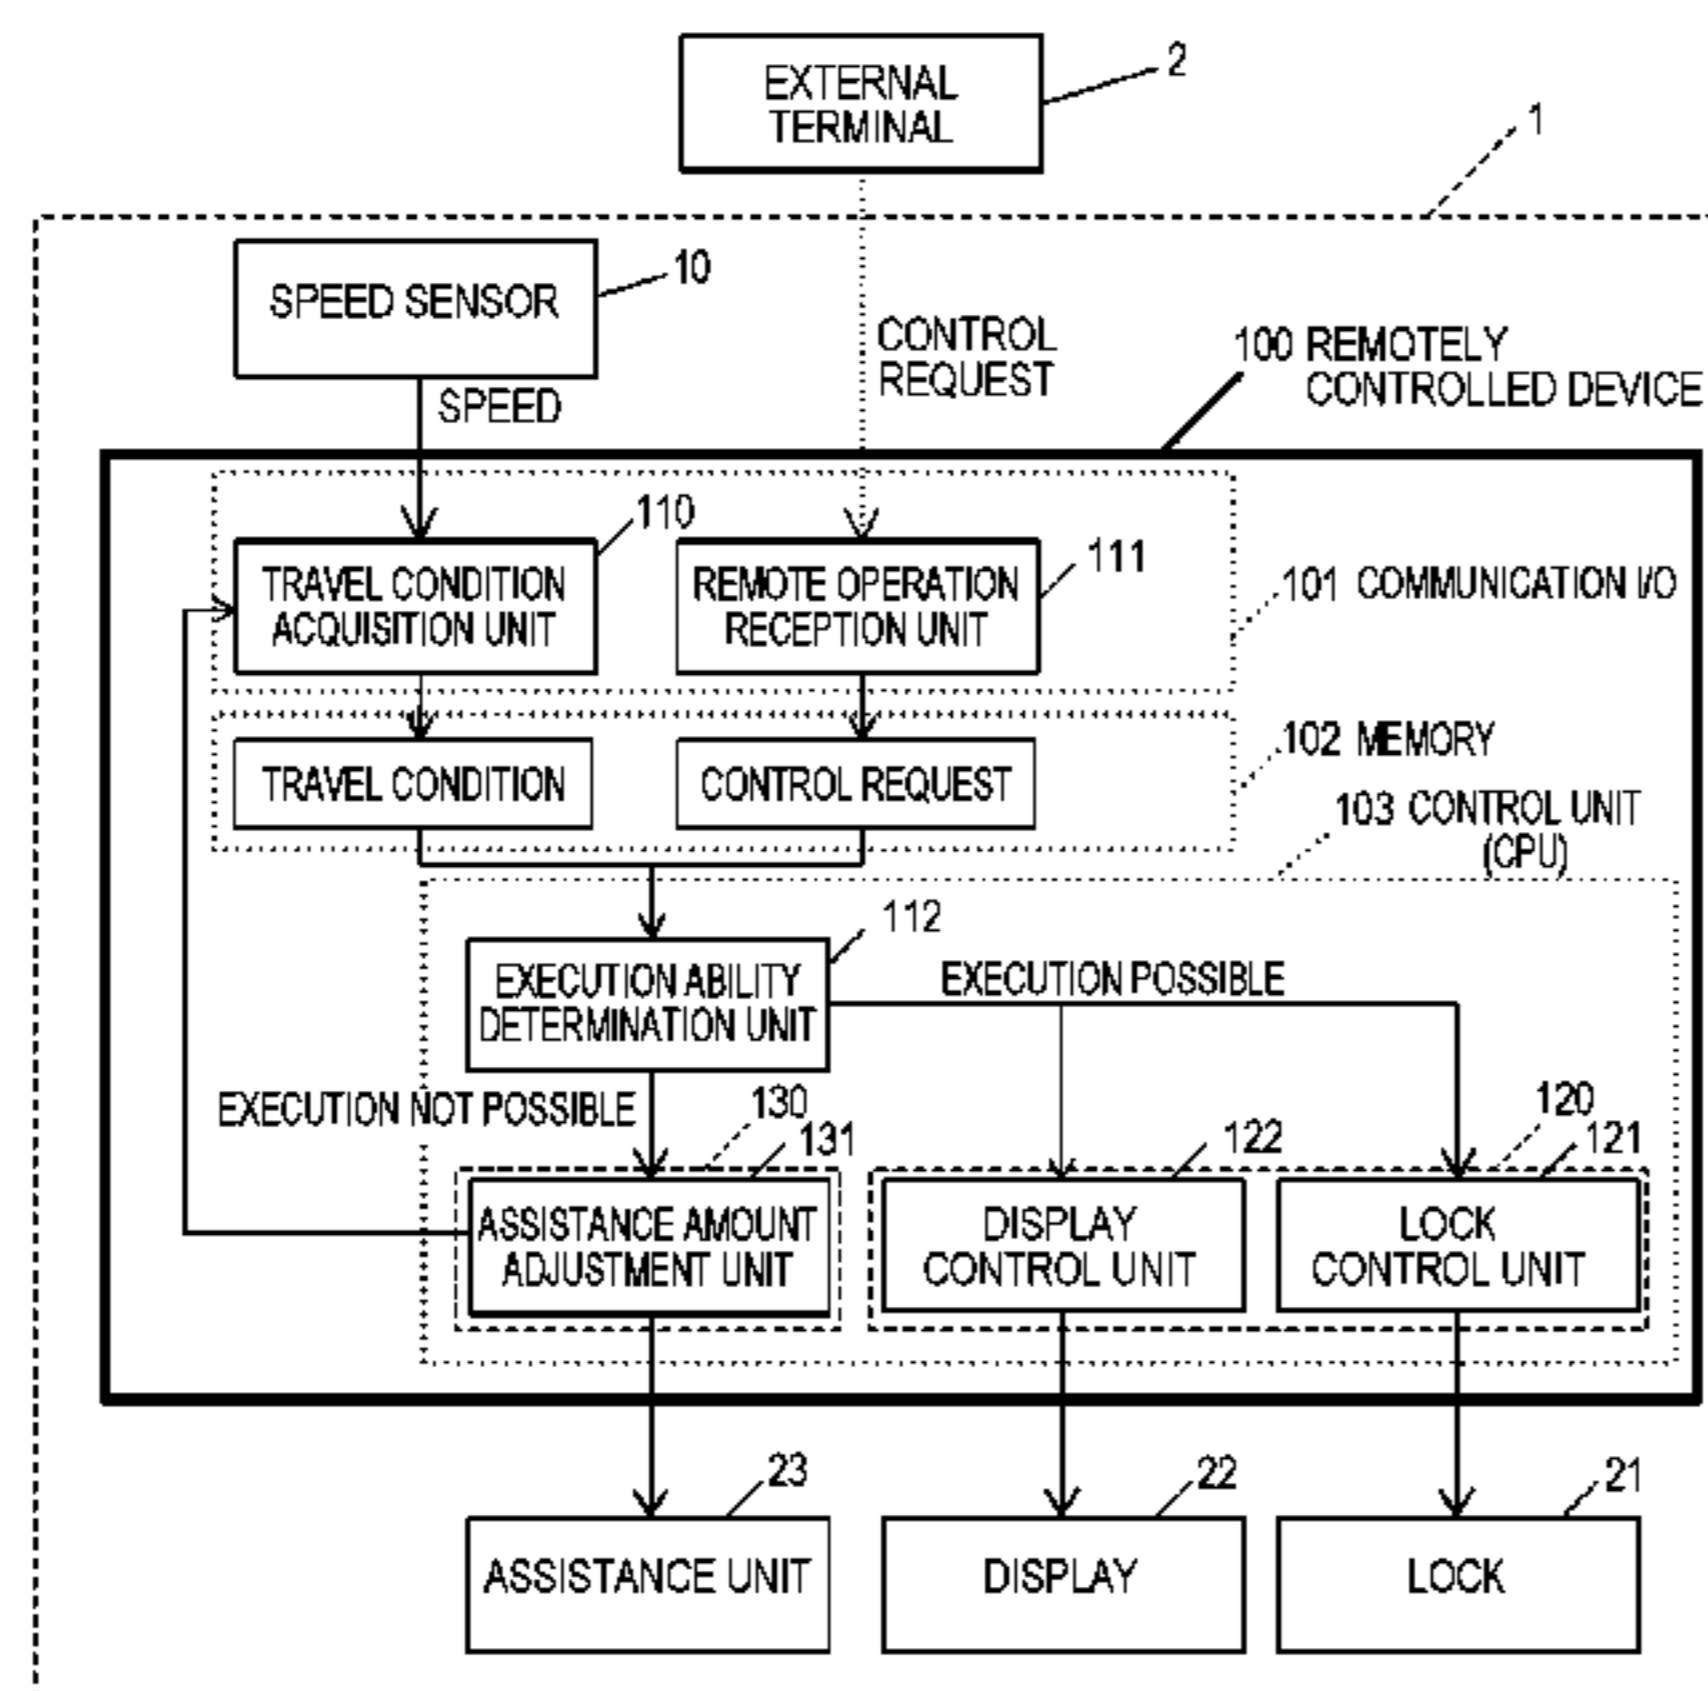 EXTERNAL
TERMINAL
2
1
SPEED SENSOR
10
SPEED
CONTROL
REQUEST
100 REMOTELY
CONTROLLED DEVICE
110
TRAVEL CONDITION
ACQUISITION UNIT
REMOTE OPERATION
RECEPTION UNIT
111
101 COMMUNICATION I/O
TRAVEL CONDITION
CONTROL REQUEST
102 MEMORY
103 CONTROL UNIT
(CPU)
112
EXECUTION ABILITY
DETERMINATION UNIT
EXECUTION POSSIBLE
EXECUTION NOT POSSIBLE
130
131
122
120
121
ASSISTANCE AMOUNT
ADJUSTMENT UNIT
DISPLAY
CONTROL UNIT
LOCK
CONTROL UNIT
23
22
21
ASSISTANCE UNIT
DISPLAY
LOCK